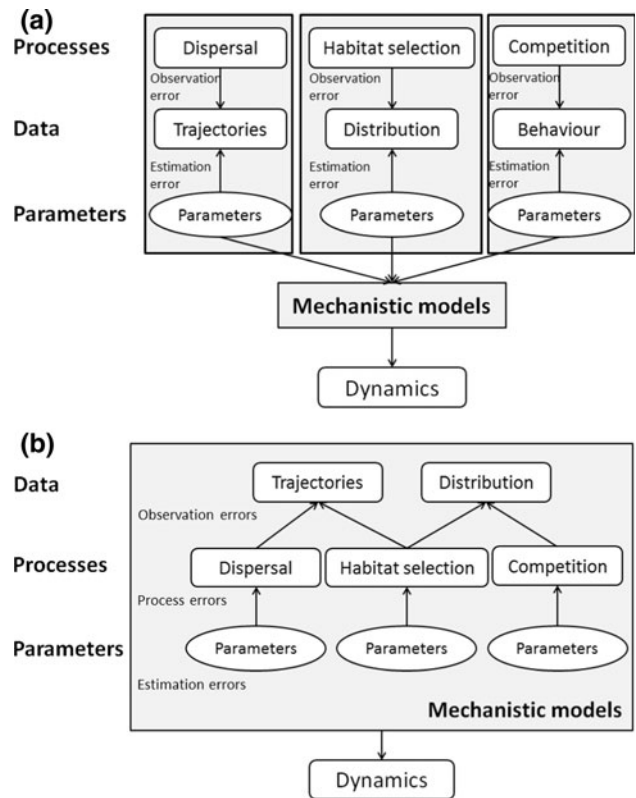 (a)
Processes
Dispersal
Habitat selection
Competition
Observation
error
Observation
error
Observation
error
Data
Trajectories
Distribution
Behaviour
Estimation
error
Estimation
error
Estimation
error
Parameters
Parameters
Parameters
Parameters
Mechanistic models
Dynamics
(b)
Data
Trajectories
Distribution
Observation errors
Processes
Dispersal
Habitat selection
Competition
Process errors
Parameters
Parameters
Parameters
Parameters
Estimation errors
Mechanistic models
Dynamics